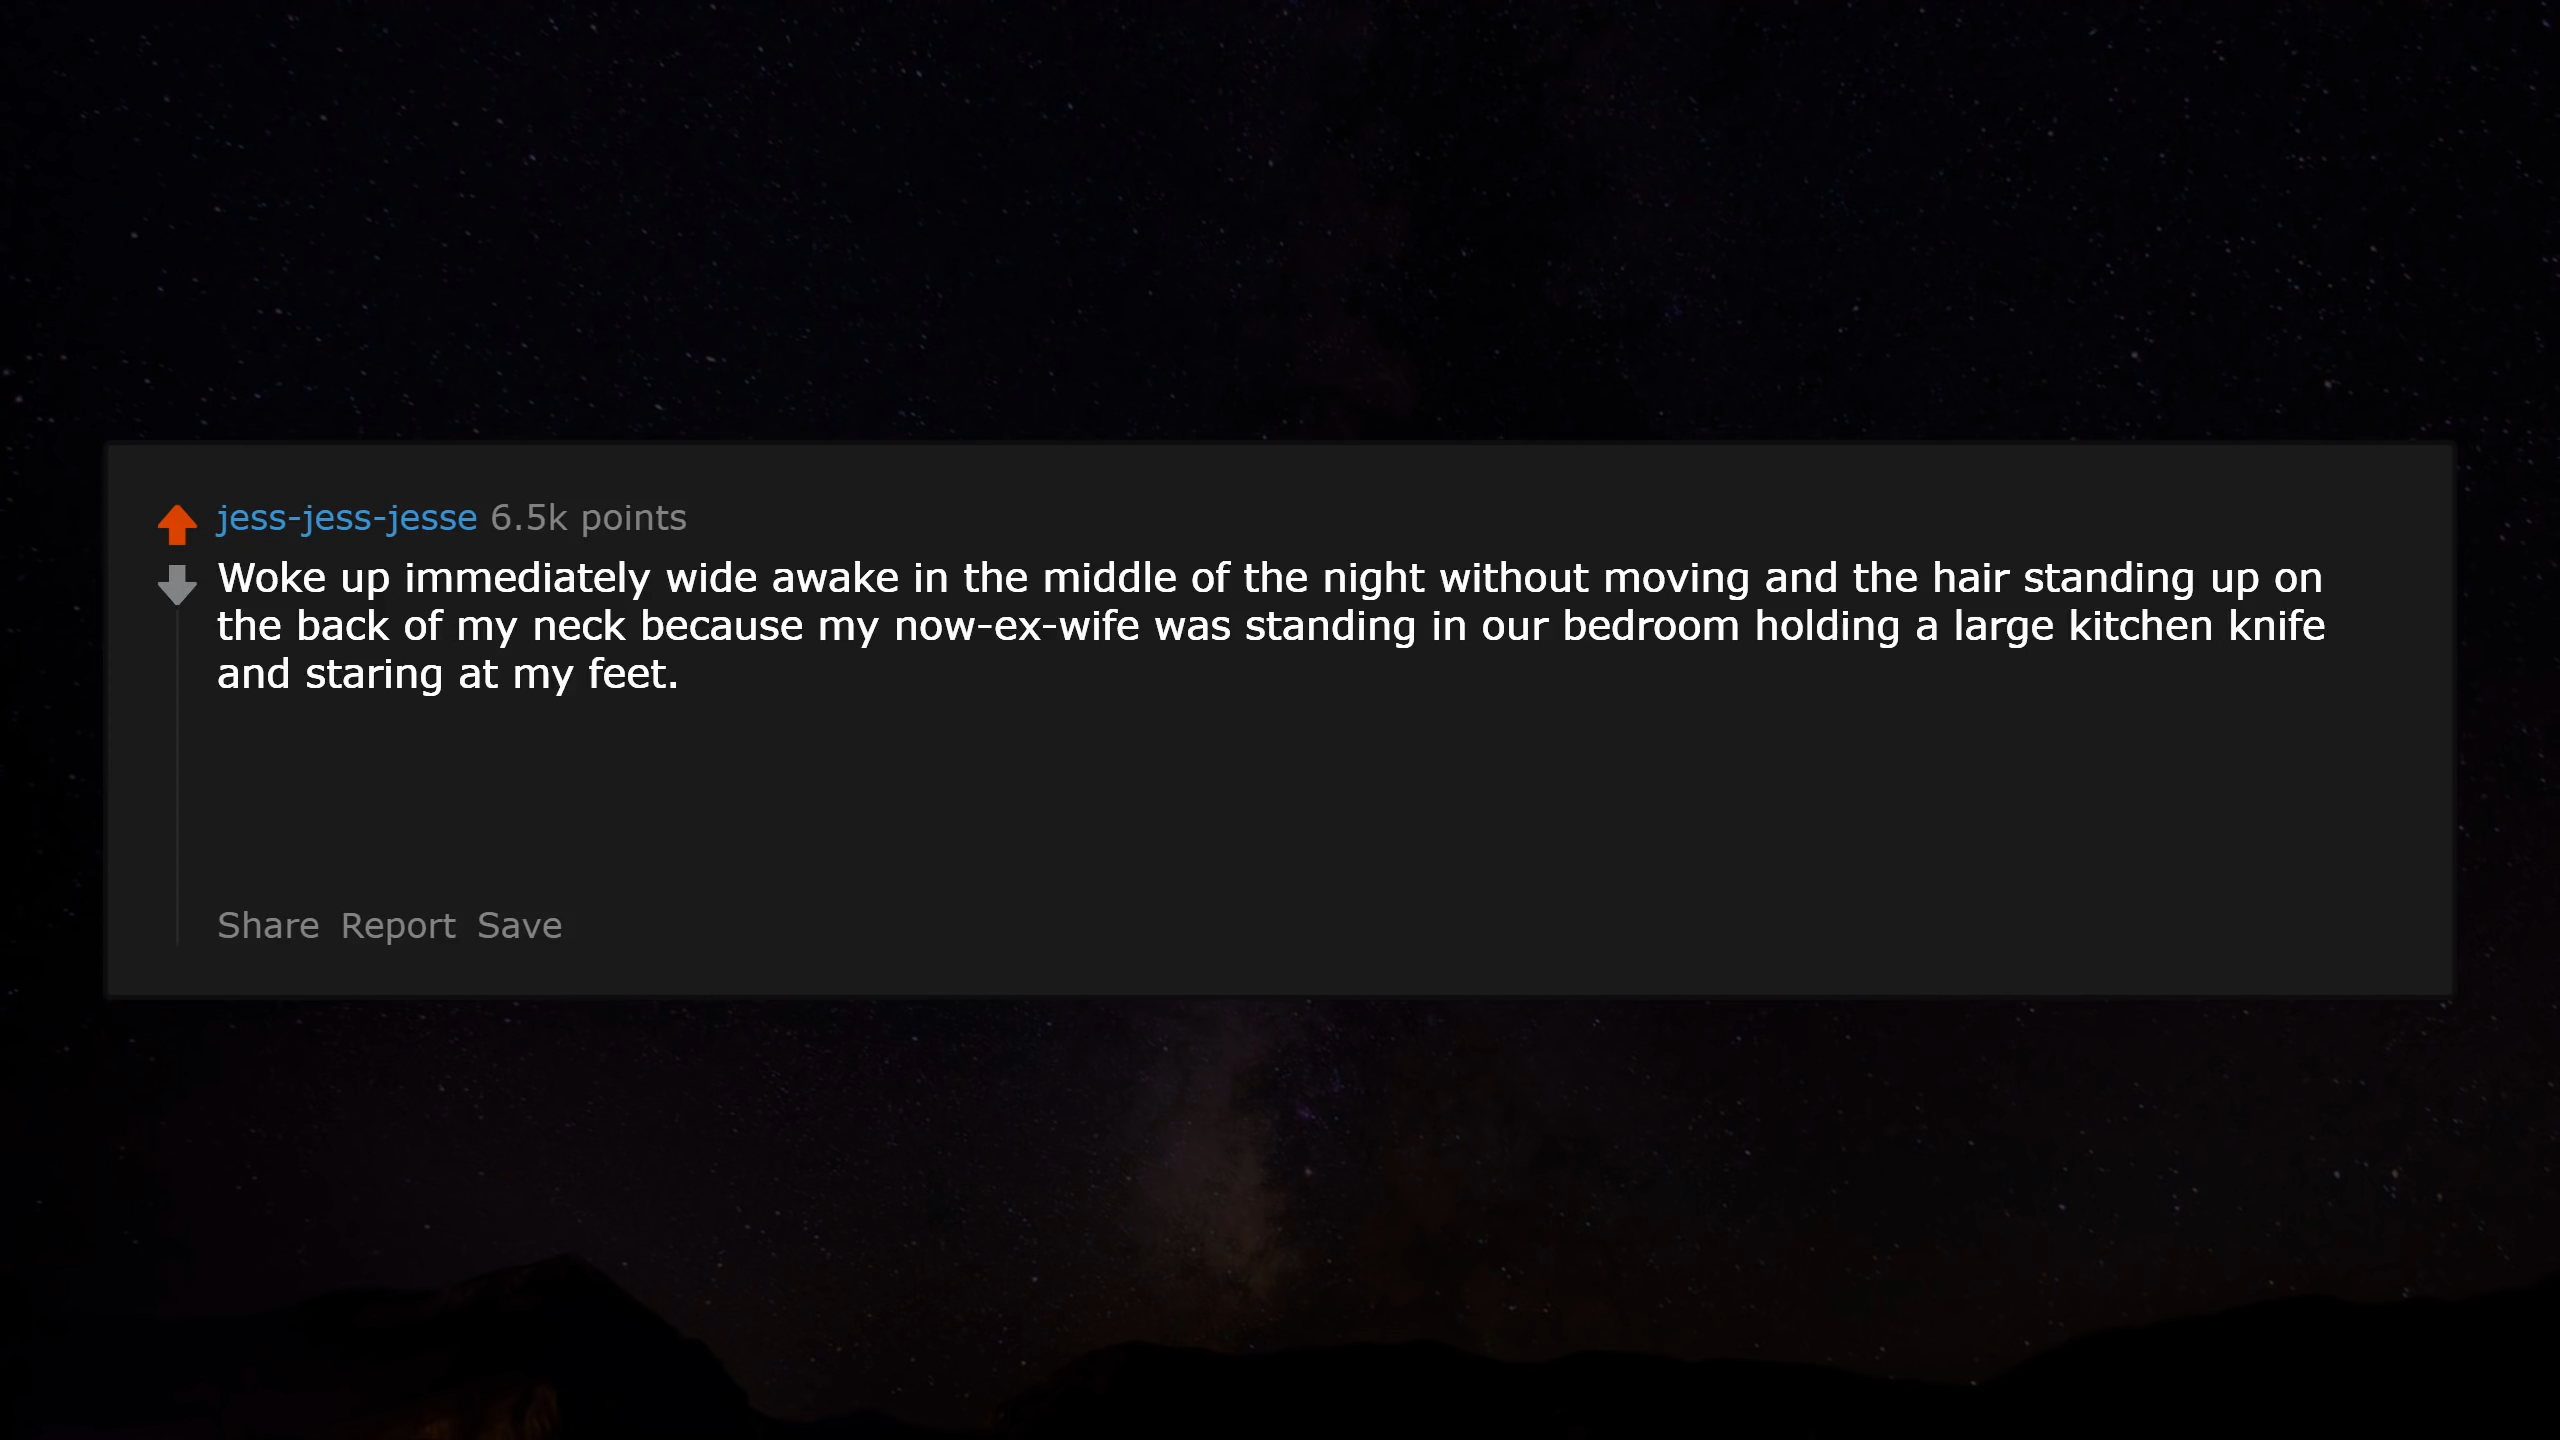 jess-jess-jesse 6.5k points
Woke up immediately wide awake in the middle of the night without moving and the hair standing up on
the back of my neck because my now-ex-wife was standing in our bedroom holding a large kitchen knife
and staring at my feet.
Share Report Save